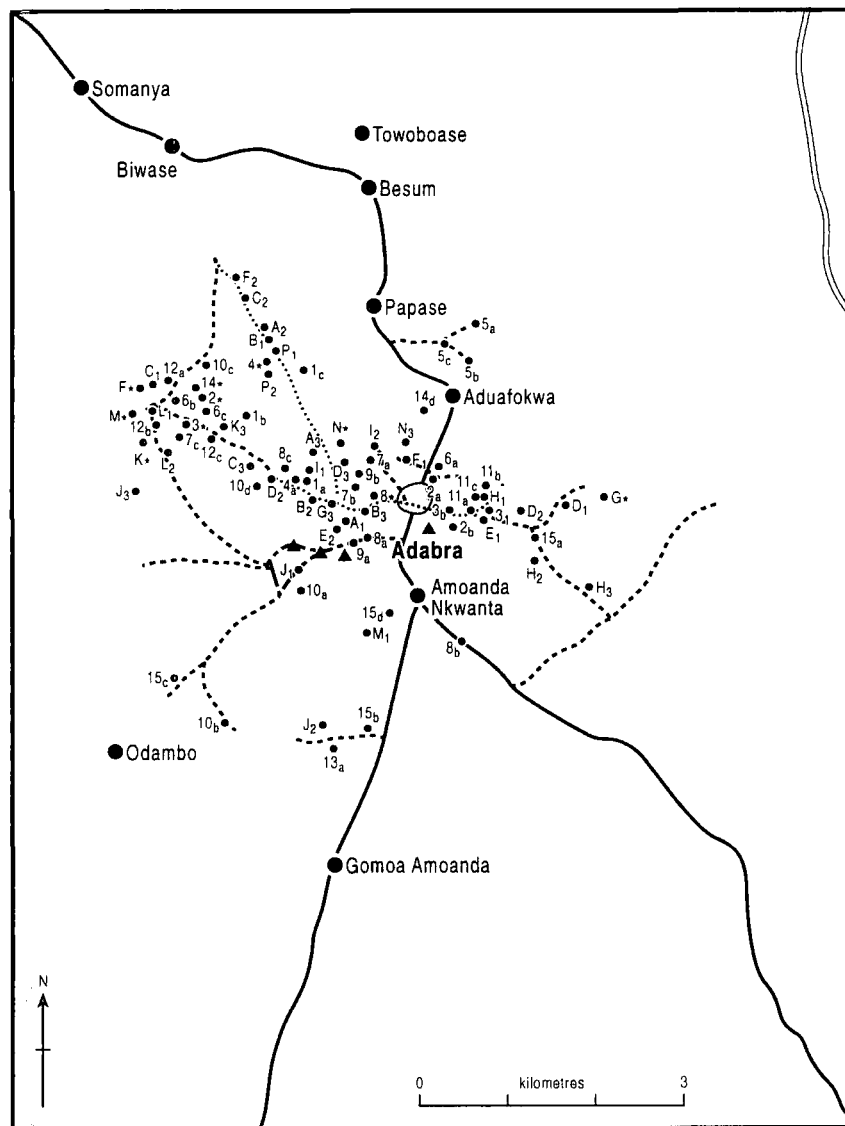 Somanya
Towoboase
Biwase
Besum
F₂
C₂
Papase
A₂
5ₐ
B₁
P₁
5c
4*
1c
5b
P₂
10c
12ₐ
C₁
F*
14*
2*
6b
Aduafokwa
14d
M*
L₁
6c
1b
12b
3*
K₃
7c
12c
K*
L₂
N*
I₂
N₃
A₃
C₃
8c
D₃
7ₐ
F₁
6ₐ
I₁
9b
J₃
10d
D₂
4ₐ
1ₐ
7b
8*
2ₐ
11c
11b
H₁
G*
B₂
G₃
B₃
3b
11ₐ
3₁
D₂
D₁
A₁
E₂
2b
E₁
8ₐ
9ₐ
Adabra
15ₐ
H₂
J₁
10ₐ
H₃
Amoanda
Nkwanta
15d
M₁
8b
15c
10b
J₂
15b
13ₐ
Odambo
Gomoa Amoanda
N
0 kilometres 3